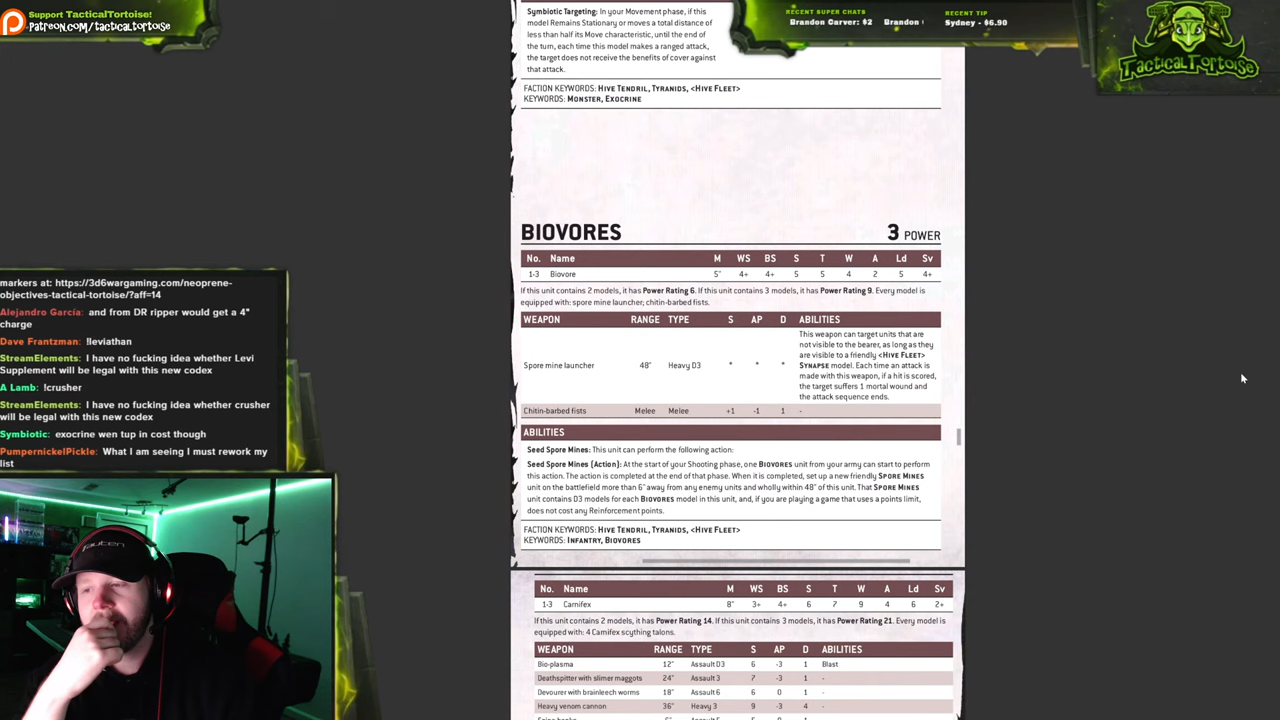 Support TacticalTortoise!
Patreon.com/tacticaltortoise
RECENT SUPER CHATS
Brandon Carver: $2 Brandon
RECENT TIP
Sydney - $6.90
TacticalTortoise
Symbiotic Targeting: In your Movement phase, if this
model Remains Stationary or moves a total distance of
less than half its Move characteristic, until the end of
the turn, each time this model makes a ranged attack,
the target does not receive the benefits of cover against
that attack.
FACTION KEYWORDS: HIVE TENDRIL, TYRANIDS, <HIVE FLEET>
KEYWORDS: MONSTER, EXOCRINE
BIOVORES 3 POWER
No. Name M WS BS S T W A Ld Sv
1-3 Biovore 5" 4+ 4+ 5 5 4 2 5 4+
If this unit contains 2 models, it has Power Rating 6. If this unit contains 3 models, it has Power Rating 9. Every model is
equipped with: spore mine launcher; chitin-barbed fists.
WEAPON RANGE TYPE S AP D ABILITIES
Spore mine launcher 48" Heavy D3 * * *
This weapon can target units that are
not visible to the bearer, as long as they
are visible to a friendly <HIVE FLEET>
SYNAPSE model. Each time an attack is
made with this weapon, if a hit is scored,
the target suffers 1 mortal wound and
the attack sequence ends.
Chitin-barbed fists Melee Melee +1 -1 1 -
ABILITIES
Seed Spore Mines: This unit can perform the following action:
Seed Spore Mines (Action): At the start of your Shooting phase, one BIOVORES unit from your army can start to perform
this action. The action is completed at the end of that phase. When it is completed, set up a new friendly SPORE MINES
unit on the battlefield more than 6" away from any enemy units and wholly within 48" of this unit. That SPORE MINES
unit contains D3 models for each BIOVORES model in this unit, and, if you are playing a game that uses a points limit,
does not cost any Reinforcement points.
FACTION KEYWORDS: HIVE TENDRIL, TYRANIDS, <HIVE FLEET>
KEYWORDS: INFANTRY, BIOVORES
No. Name M WS BS S T W A Ld Sv
1-3 Carnifex 8" 3+ 4+ 6 7 9 4 6 2+
If this unit contains 2 models, it has Power Rating 14. If this unit contains 3 models, it has Power Rating 21. Every model is
equipped with: 4 Carnifex scything talons.
WEAPON RANGE TYPE S AP D ABILITIES
Bio-plasma 12" Assault D3 6 -3 1 Blast
Deathspitter with slimer maggots 24" Assault 3 7 -3 1 -
Devourer with brainleech worms 18" Assault 6 6 0 1 -
Heavy venom cannon 36" Heavy 3 9 -3 4 -
markers at: https://3d6wargaming.com/neoprene-
objectives-tactical-tortoise/?aff=14
Alejandro García: and from DR ripper would get a 4"
charge
Dave Frantzman: !leviathan
StreamElements: I have no fucking idea whether Levi
Supplement will be legal with this new codex
A Lamb: !crusher
StreamElements: I have no fucking idea whether crusher
will be legal with this new codex
Symbiotic: exocrine wen tup in cost though
PumpernickelPickle: What I am seeing I must rework my
list